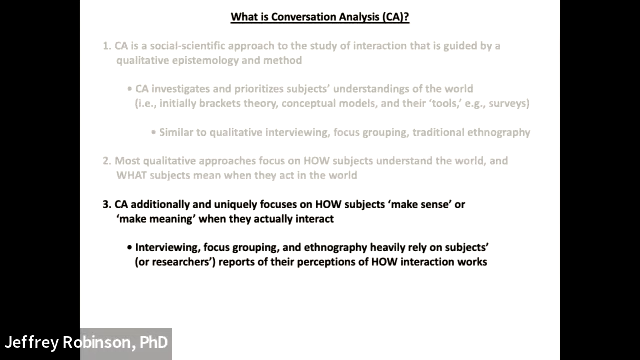 What is Conversation Analysis (CA)?
1. CA is a social-scientific approach to the study of interaction that is guided by a
qualitative epistemology and method
• CA investigates and prioritizes subjects' understandings of the world
(i.e., initially brackets theory, conceptual models, and their 'tools,' e.g., surveys)
• Similar to qualitative interviewing, focus grouping, traditional ethnography
2. Most qualitative approaches focus on HOW subjects understand the world, and
WHAT subjects mean when they act in the world
3. CA additionally and uniquely focuses on HOW subjects 'make sense' or
'make meaning' when they actually interact
• Interviewing, focus grouping, and ethnography heavily rely on subjects'
(or researchers') reports of their perceptions of HOW interaction works
Jeffrey Robinson, PhD